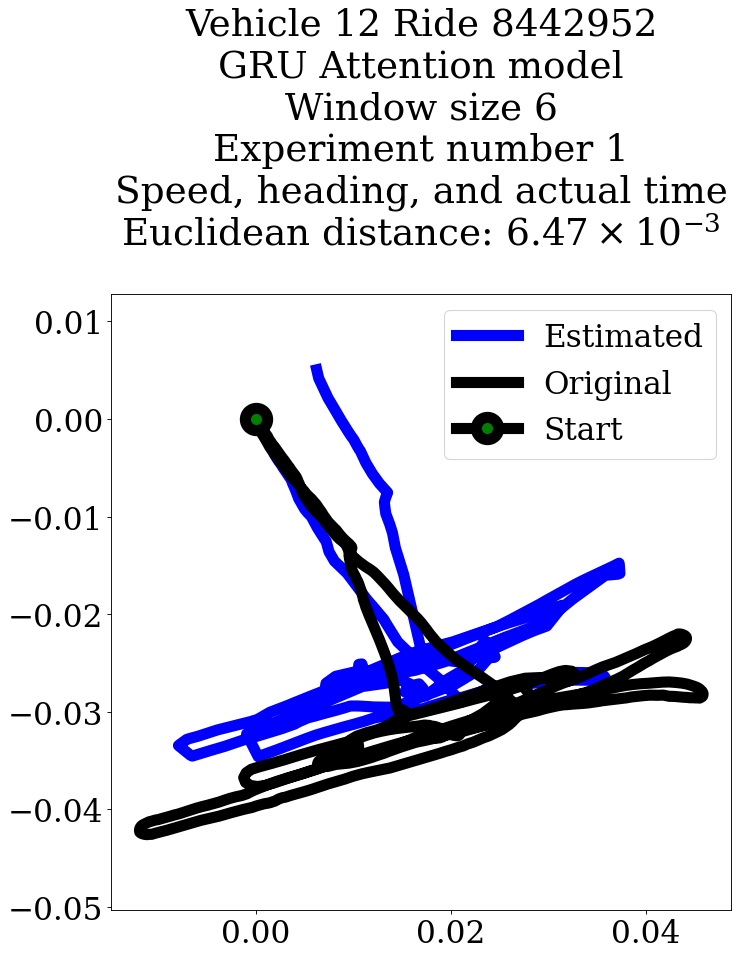 Vehicle 12 Ride 8442952
GRU Attention model
Window size 6
Experiment number 1
Speed, heading, and actual time
Euclidean distance: 6.47 × 10⁻³
Estimated
Original
Start
0.01
0.00
−0.01
−0.02
−0.03
−0.04
−0.05
0.00
0.02
0.04